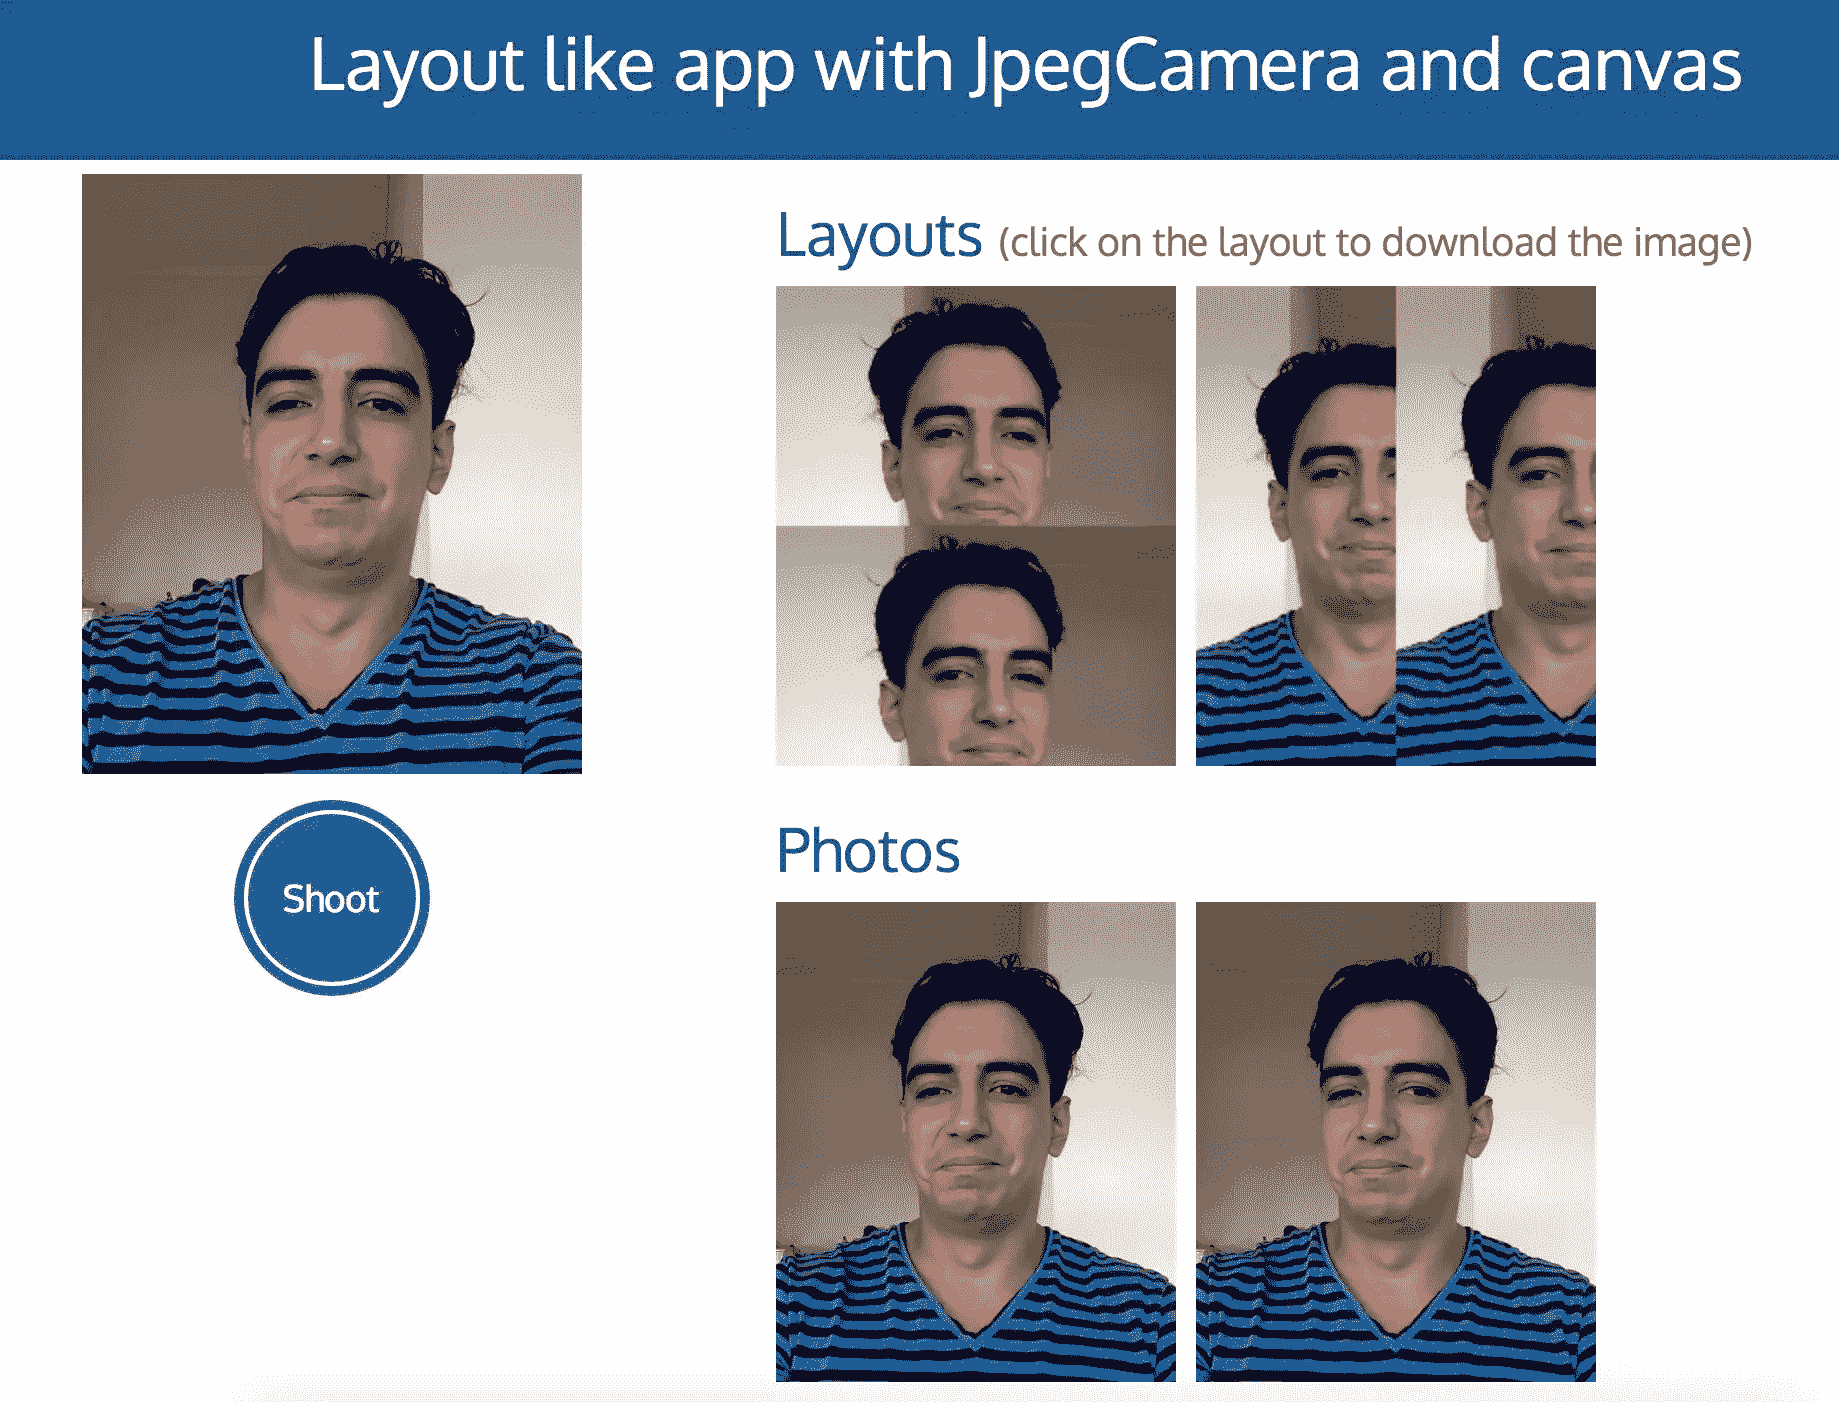 Layout like app with JpegCamera and canvas
Layouts (click on the layout to download the image)
Shoot
Photos